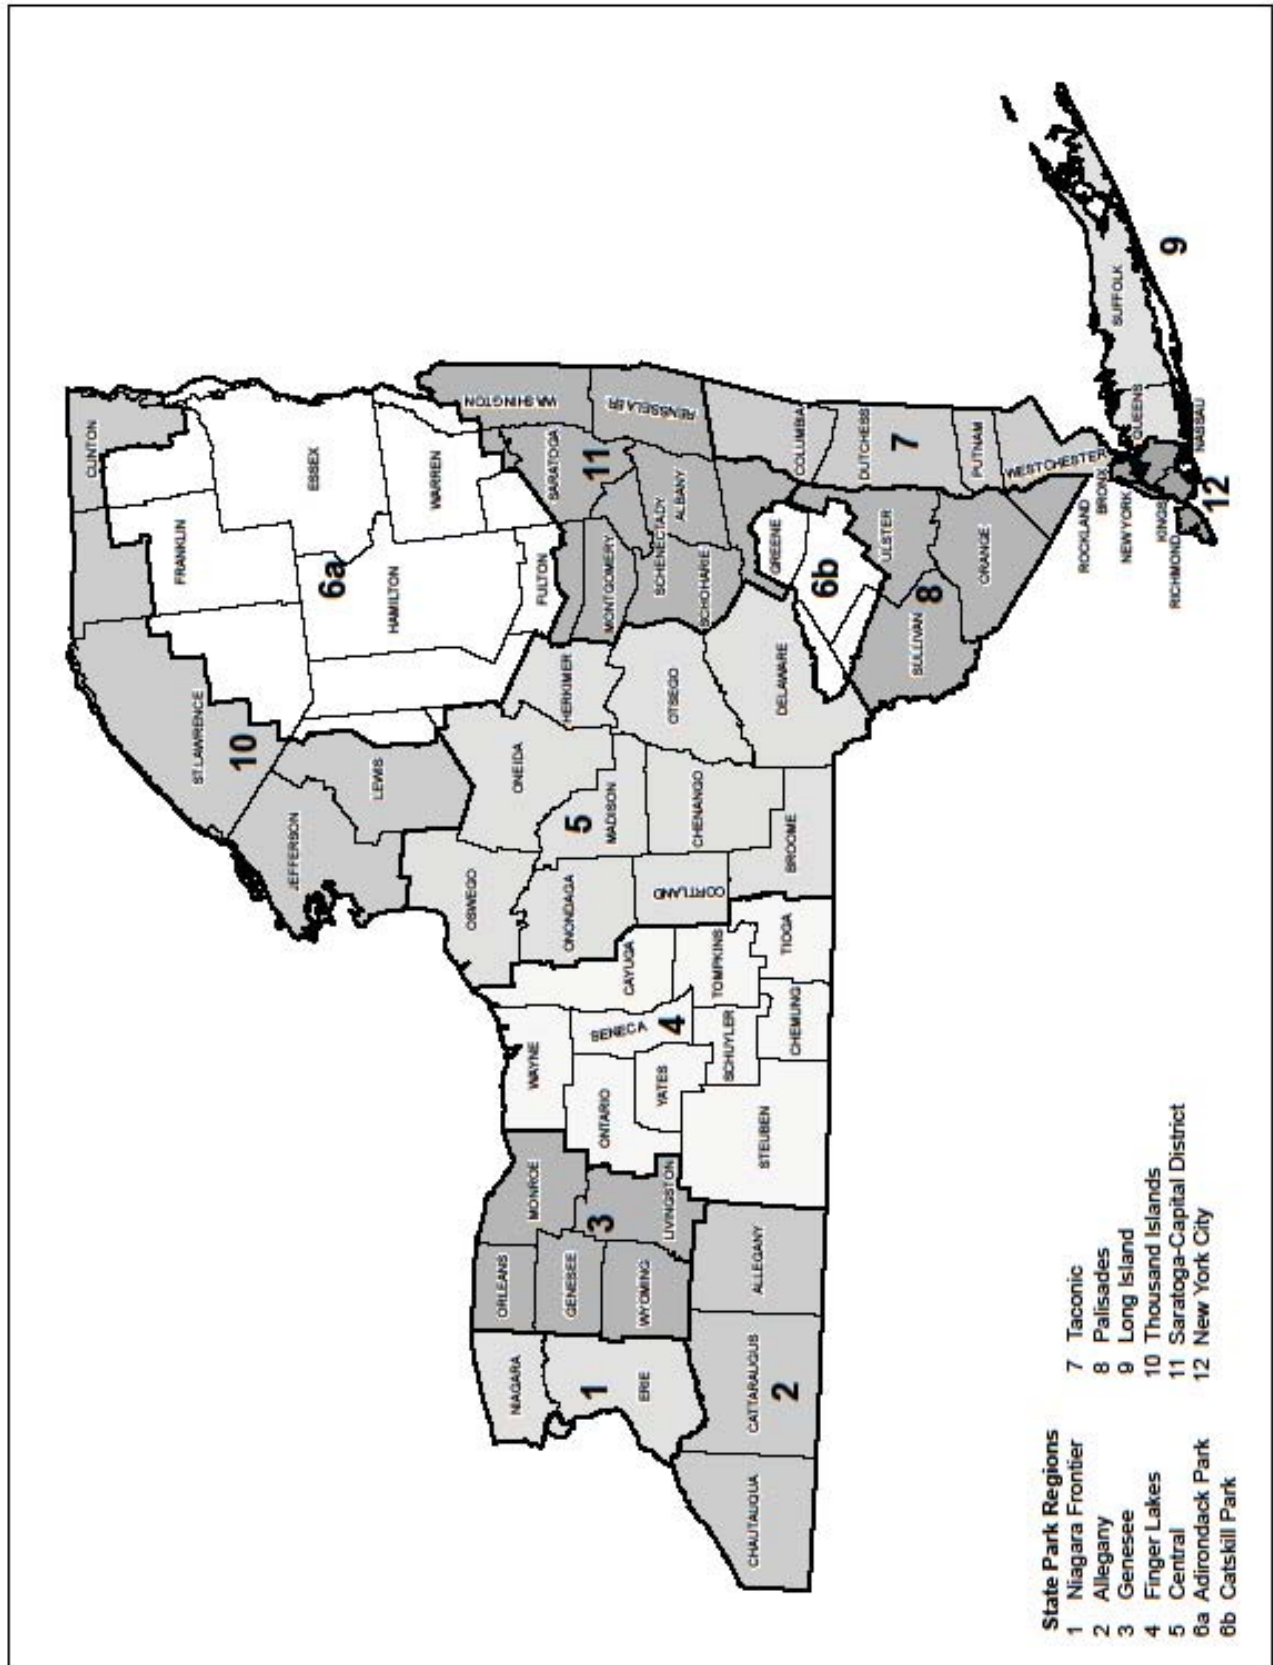 CLINTON
FRANKLIN
ESSEX
6a
HAMILTON
WARREN
WASHINGTON
ST.LAWRENCE
10
JEFFERSON
LEWIS
SARATOGA
11
FULTON
MONTGOMERY
SCHENECTADY
ALBANY
RENSSELAER
SCHOHARIE
HERKIMER
ONEIDA
OSWEGO
5
MADISON
ONONDAGA
OTSEGO
CHENANGO
CORTLAND
DELAWARE
BROOME
GREENE
6b
COLUMBIA
ULSTER
DUTCHESS
7
SULLIVAN
8
ORANGE
PUTNAM
WESTCHESTER
ROCKLAND
BRONX
NEW YORK
QUEENS
KINGS
RICHMOND
NASSAU
12
SUFFOLK
9
WAYNE
CAYUGA
SENECA
4
ONTARIO
YATES
TOMPKINS
SCHUYLER
TIOGA
CHEMUNG
STEUBEN
MONROE
ORLEANS
GENESEE
3
LIVINGSTON
WYOMING
NIAGARA
1
ERIE
ALLEGANY
CATTARAUGUS
2
CHAUTAUQUA
State Park Regions
1 Niagara Frontier
2 Allegany
3 Genesee
4 Finger Lakes
5 Central
6a Adirondack Park
6b Catskill Park
7 Taconic
8 Palisades
9 Long Island
10 Thousand Islands
11 Saratoga-Capital District
12 New York City